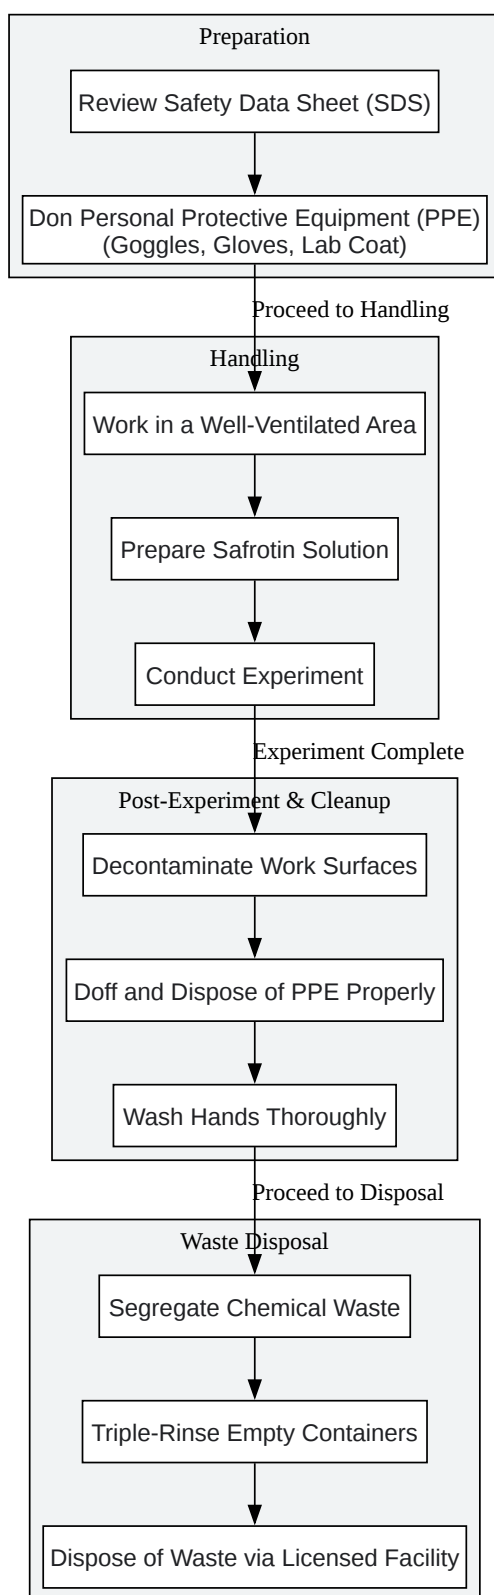 Preparation
Review Safety Data Sheet (SDS)
Don Personal Protective Equipment (PPE)
(Goggles, Gloves, Lab Coat)
Proceed to Handling
Handling
Work in a Well-Ventilated Area
Prepare Safrotin Solution
Conduct Experiment
Experiment Complete
Post-Experiment & Cleanup
Decontaminate Work Surfaces
Doff and Dispose of PPE Properly
Wash Hands Thoroughly
Proceed to Disposal
Waste Disposal
Segregate Chemical Waste
Triple-Rinse Empty Containers
Dispose of Waste via Licensed Facility